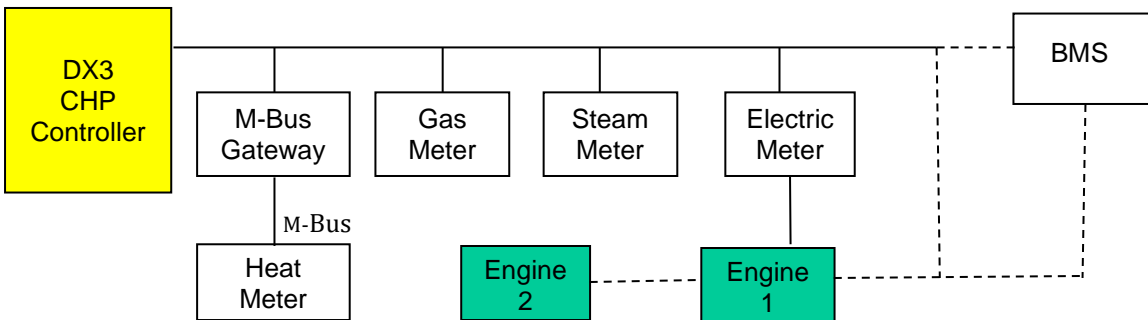 DX3
CHP
Controller
BMS
M-Bus
Gateway
Gas
Meter
Steam
Meter
Electric
Meter
M-Bus
Heat
Meter
Engine
2
Engine
1